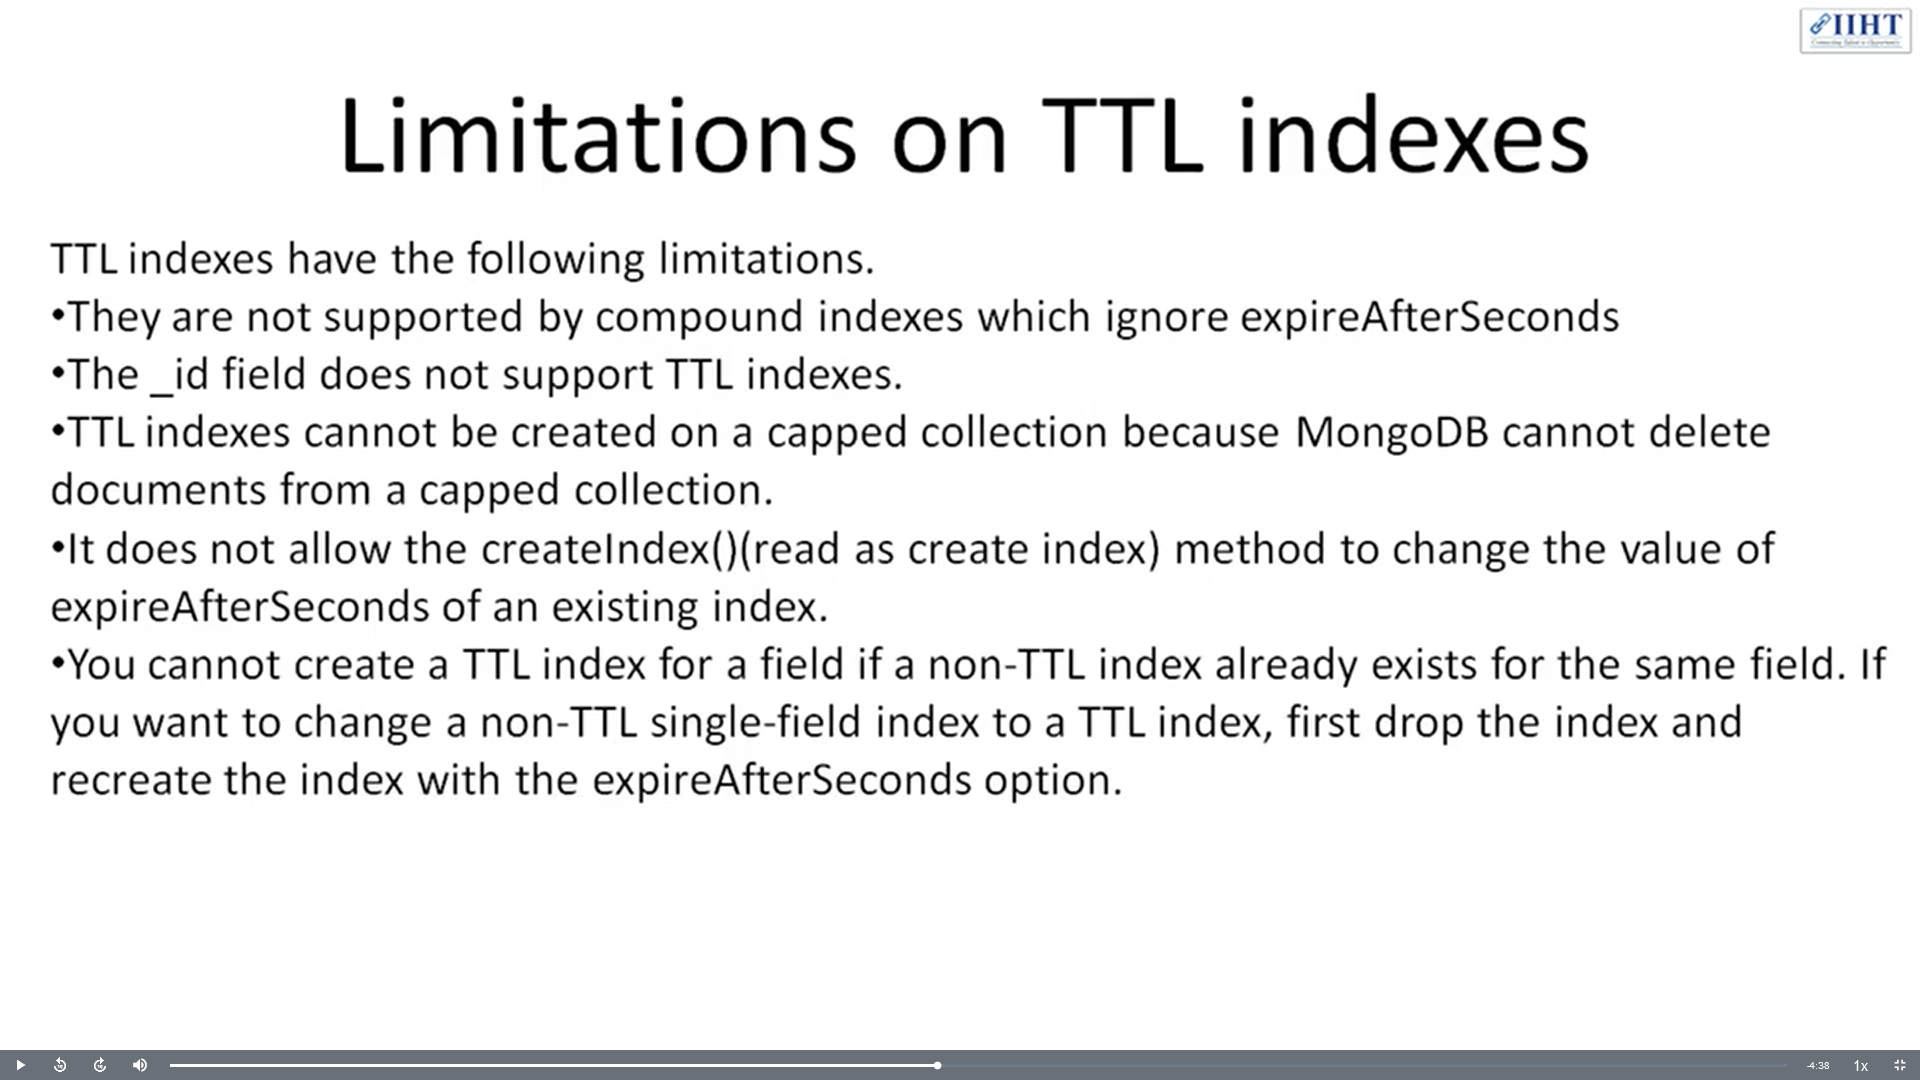 IIHT
Limitations on TTL indexes
TTL indexes have the following limitations.
•They are not supported by compound indexes which ignore expireAfterSeconds
•The _id field does not support TTL indexes.
•TTL indexes cannot be created on a capped collection because MongoDB cannot delete
documents from a capped collection.
•It does not allow the createIndex()(read as create index) method to change the value of
expireAfterSeconds of an existing index.
•You cannot create a TTL index for a field if a non-TTL index already exists for the same field. If
you want to change a non-TTL single-field index to a TTL index, first drop the index and
recreate the index with the expireAfterSeconds option.
-4:38
1x